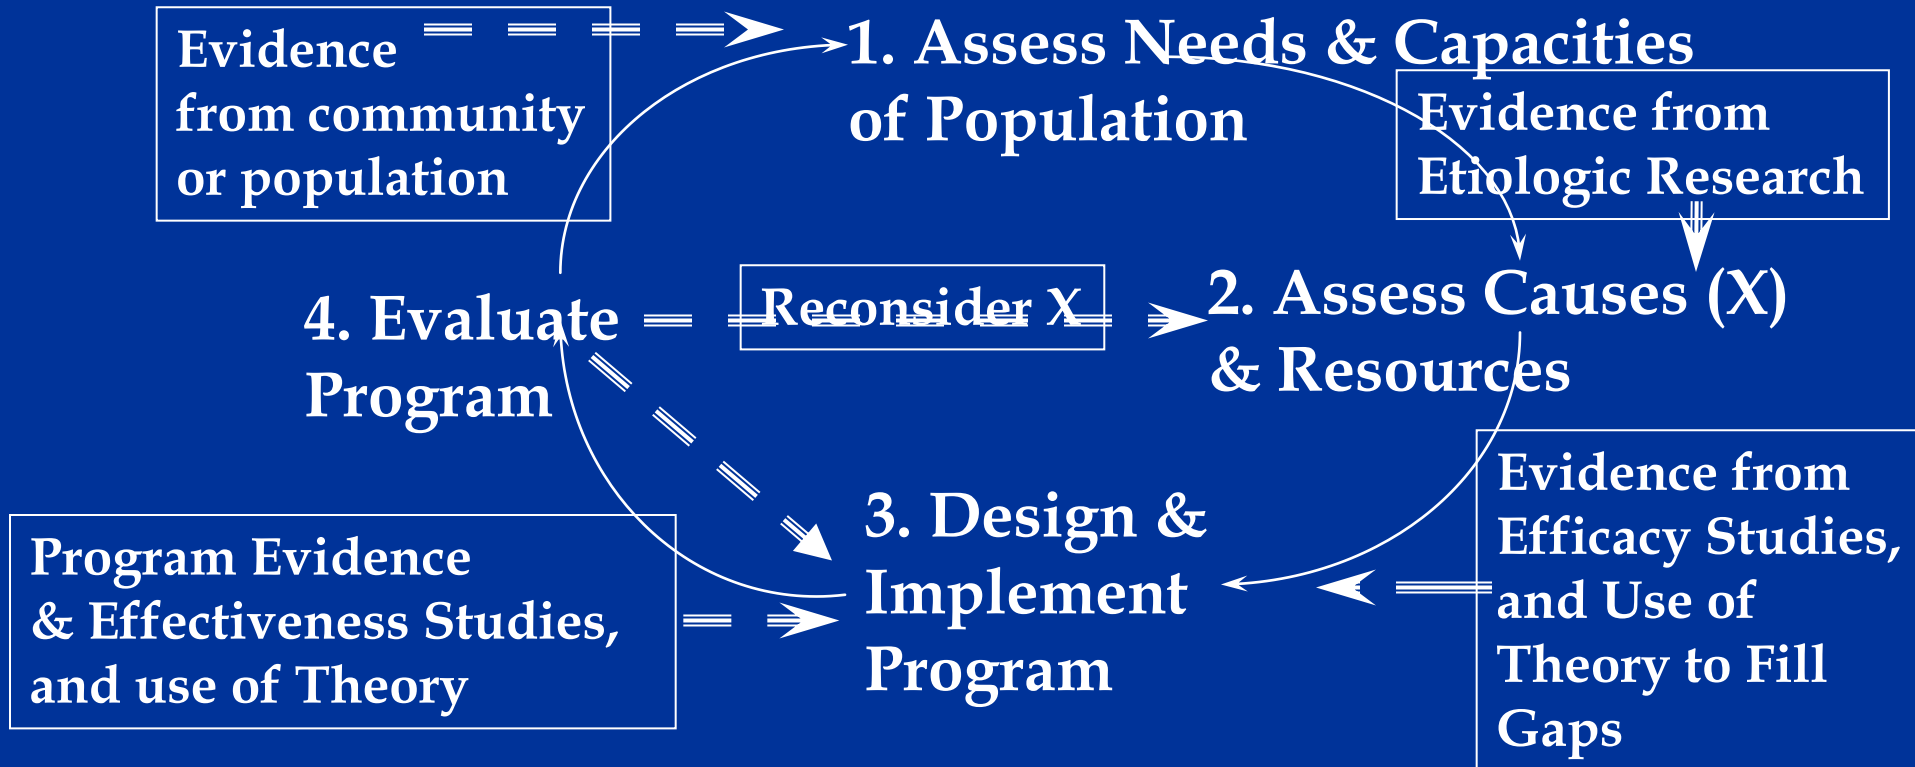 Evidence
from community
or population
1. Assess Needs & Capacities
of Population
Evidence from
Etiologic Research
4. Evaluate
Program
Reconsider X
2. Assess Causes (X)
& Resources
3. Design &
Implement
Program
Program Evidence
& Effectiveness Studies,
and use of Theory
Evidence from
Efficacy Studies,
and Use of
Theory to Fill
Gaps